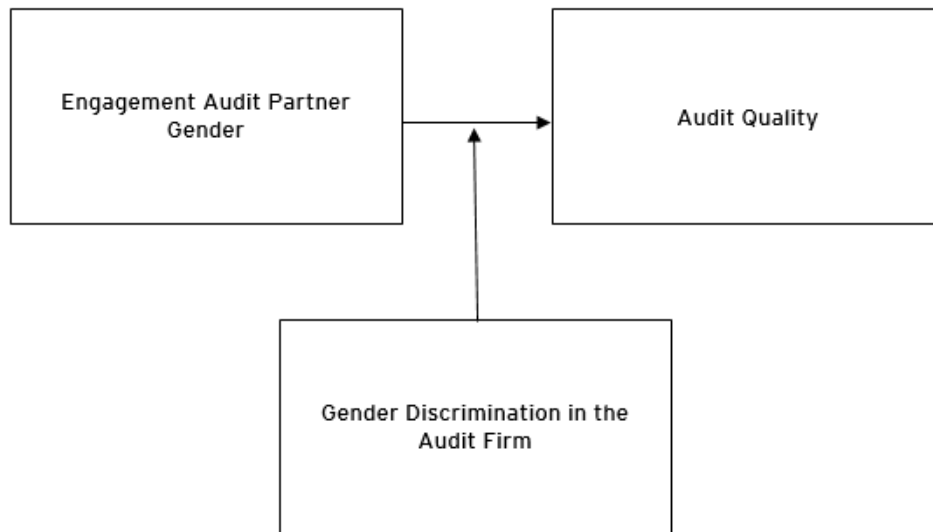 Engagement Audit Partner
Gender
Audit Quality
Gender Discrimination in the
Audit Firm